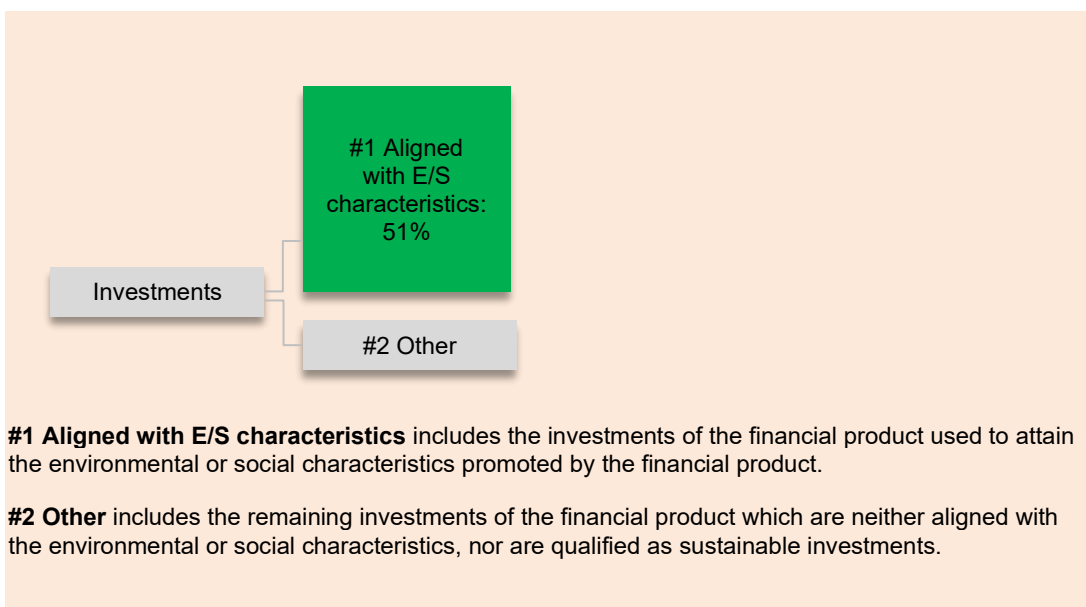 #1 Aligned
with E/S
characteristics:
51%
Investments
#2 Other
#1 Aligned with E/S characteristics includes the investments of the financial product used to attain
the environmental or social characteristics promoted by the financial product.
#2 Other includes the remaining investments of the financial product which are neither aligned with
the environmental or social characteristics, nor are qualified as sustainable investments.